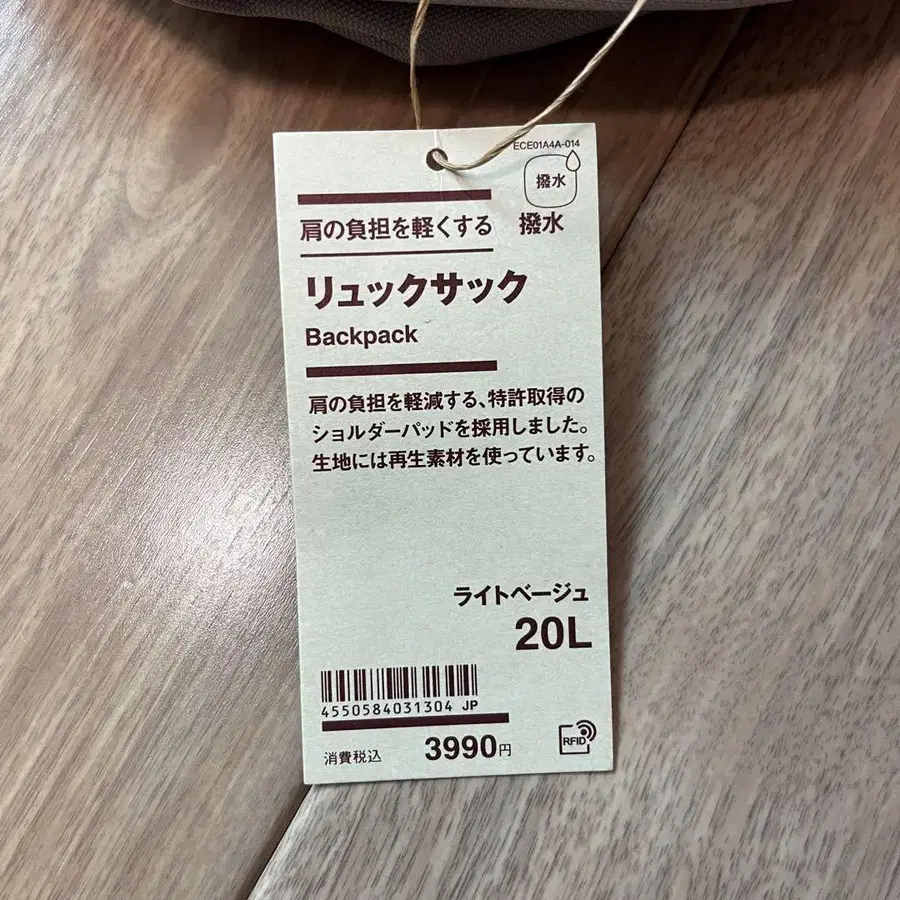 ECE01A4A-014
撥水
肩の負担を軽くする 撥水
リュックサック
Backpack
肩の負担を軽減する、特許取得の
ショルダーパッドを採用しました。
生地には再生素材を使っています。
ライトベージュ
20L
4550584031304 JP
消費税込 3990円
RFID